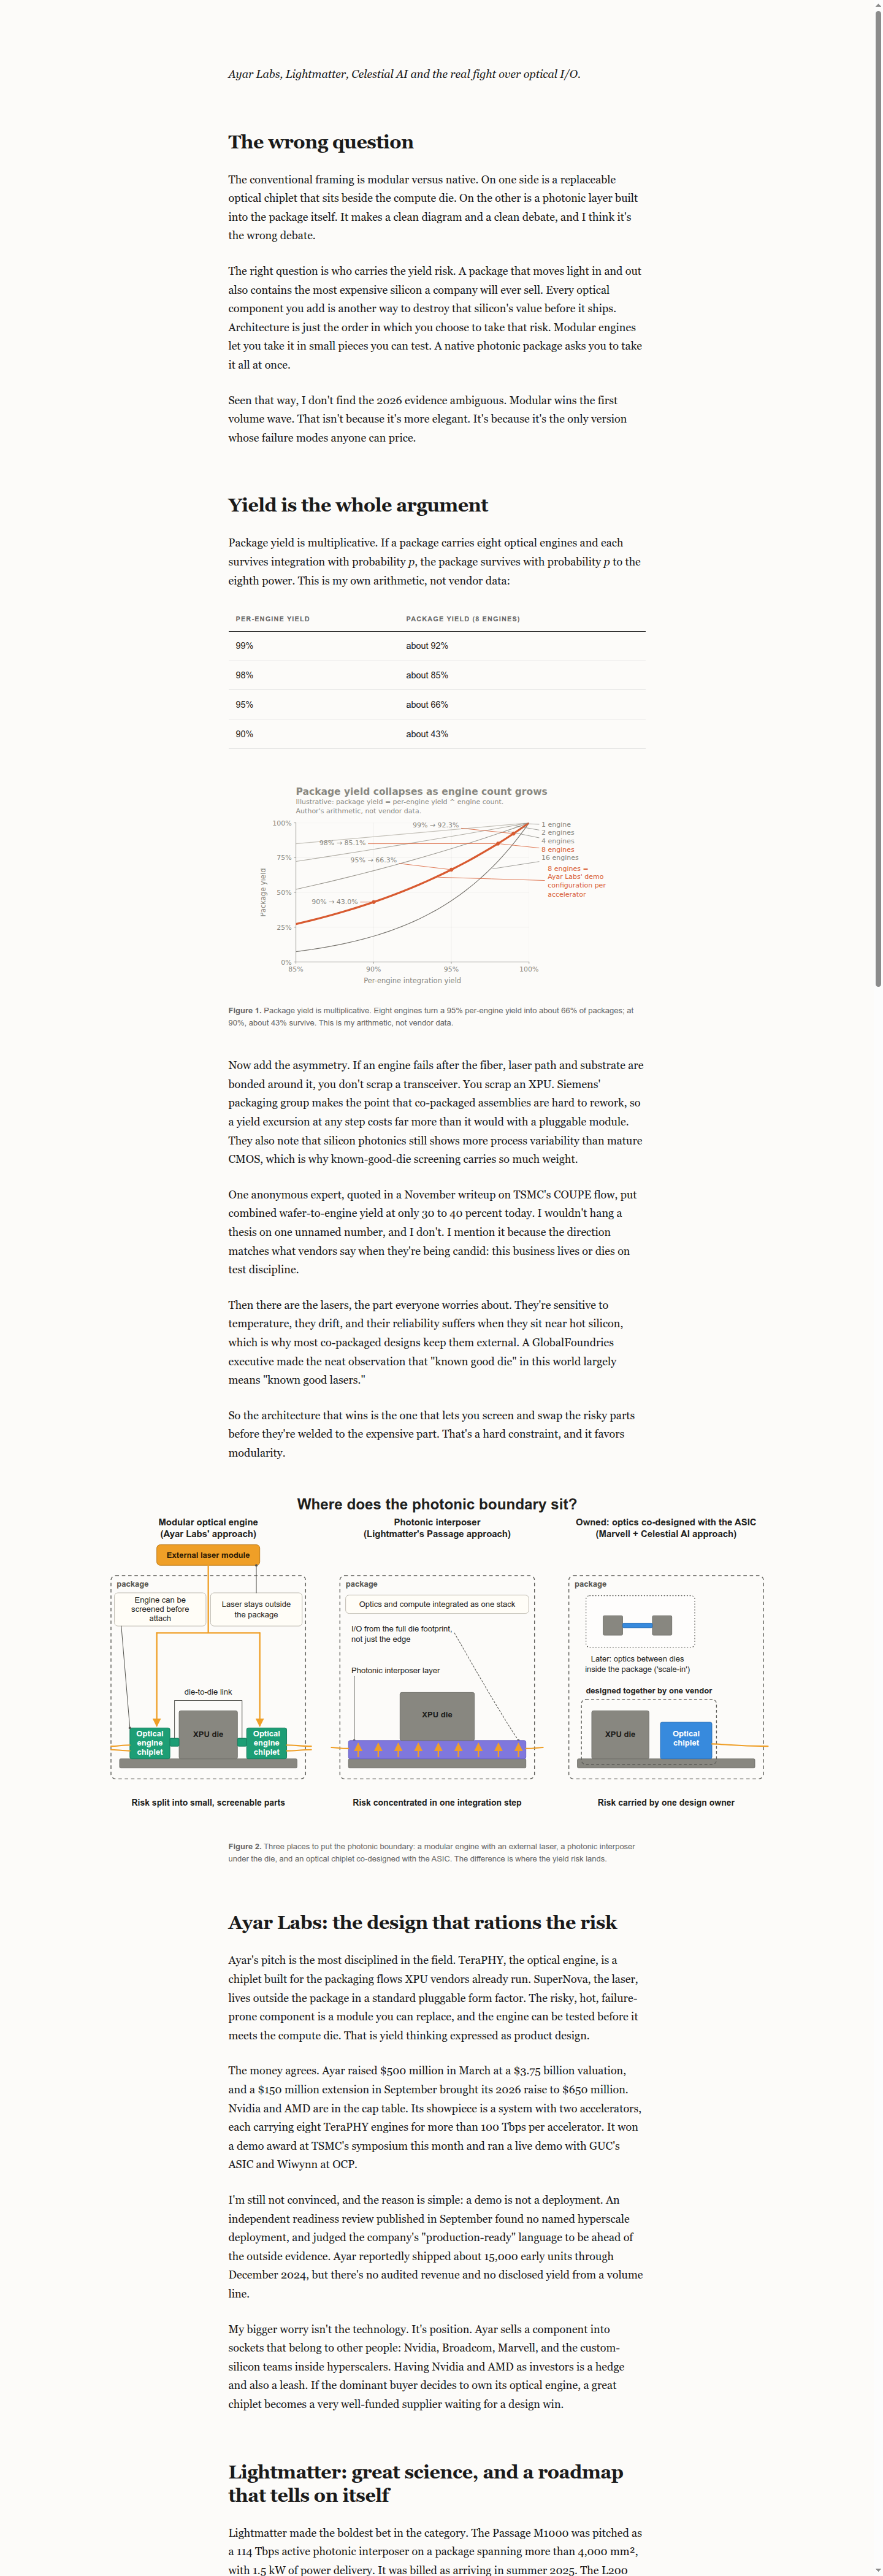 Ayar Labs, Lightmatter, Celestial AI and the real fight over optical I/O.
The wrong question
The conventional framing is modular versus native. On one side is a replaceable
optical chiplet that sits beside the compute die. On the other is a photonic layer built
into the package itself. It makes a clean diagram and a clean debate, and I think it's
the wrong debate.
The right question is who carries the yield risk. A package that moves light in and out
also contains the most expensive silicon a company will ever sell. Every optical
component you add is another way to destroy that silicon's value before it ships.
Architecture is just the order in which you choose to take that risk. Modular engines
let you take it in small pieces you can test. A native photonic package asks you to take
it all at once.
Seen that way, I don't find the 2026 evidence ambiguous. Modular wins the first
volume wave. That isn't because it's more elegant. It's because it's the only version
whose failure modes anyone can price.
Yield is the whole argument
Package yield is multiplicative. If a package carries eight optical engines and each
survives integration with probability p, the package survives with probability p to the
eighth power. This is my own arithmetic, not vendor data:
PER-ENGINE YIELD PACKAGE YIELD (8 ENGINES)
99% about 92%
98% about 85%
95% about 66%
90% about 43%
Package yield collapses as engine count grows
Illustrative: package yield = per-engine yield ^ engine count.
Author's arithmetic, not vendor data.
100%
75%
50%
25%
0%
Package yield
99% → 92.3%
98% → 85.1%
95% → 66.3%
90% → 43.0%
1 engine
2 engines
4 engines
8 engines
16 engines
8 engines =
Ayar Labs' demo
configuration per
accelerator
85% 90% 95% 100%
Per-engine integration yield
Figure 1. Package yield is multiplicative. Eight engines turn a 95% per-engine yield into about 66% of packages; at
90%, about 43% survive. This is my arithmetic, not vendor data.
Now add the asymmetry. If an engine fails after the fiber, laser path and substrate are
bonded around it, you don't scrap a transceiver. You scrap an XPU. Siemens'
packaging group makes the point that co-packaged assemblies are hard to rework, so
a yield excursion at any step costs far more than it would with a pluggable module.
They also note that silicon photonics still shows more process variability than mature
CMOS, which is why known-good-die screening carries so much weight.
One anonymous expert, quoted in a November writeup on TSMC's COUPE flow, put
combined wafer-to-engine yield at only 30 to 40 percent today. I wouldn't hang a
thesis on one unnamed number, and I don't. I mention it because the direction
matches what vendors say when they're being candid: this business lives or dies on
test discipline.
Then there are the lasers, the part everyone worries about. They're sensitive to
temperature, they drift, and their reliability suffers when they sit near hot silicon,
which is why most co-packaged designs keep them external. A GlobalFoundries
executive made the neat observation that "known good die" in this world largely
means "known good lasers."
So the architecture that wins is the one that lets you screen and swap the risky parts
before they're welded to the expensive part. That's a hard constraint, and it favors
modularity.
Where does the photonic boundary sit?
Modular optical engine
(Ayar Labs' approach)
External laser module
package
Engine can be
screened before
attach
Laser stays outside
the package
die-to-die link
Optical
engine
chiplet
XPU die
Optical
engine
chiplet
Risk split into small, screenable parts
Photonic interposer
(Lightmatter's Passage approach)
package
Optics and compute integrated as one stack
I/O from the full die footprint,
not just the edge
Photonic interposer layer
XPU die
Risk concentrated in one integration step
Owned: optics co-designed with the ASIC
(Marvell + Celestial AI approach)
package
Later: optics between dies
inside the package ('scale-in')
designed together by one vendor
XPU die
Optical
chiplet
Risk carried by one design owner
Figure 2. Three places to put the photonic boundary: a modular engine with an external laser, a photonic interposer
under the die, and an optical chiplet co-designed with the ASIC. The difference is where the yield risk lands.
Ayar Labs: the design that rations the risk
Ayar's pitch is the most disciplined in the field. TeraPHY, the optical engine, is a
chiplet built for the packaging flows XPU vendors already run. SuperNova, the laser,
lives outside the package in a standard pluggable form factor. The risky, hot, failure-
prone component is a module you can replace, and the engine can be tested before it
meets the compute die. That is yield thinking expressed as product design.
The money agrees. Ayar raised $500 million in March at a $3.75 billion valuation,
and a $150 million extension in September brought its 2026 raise to $650 million.
Nvidia and AMD are in the cap table. Its showpiece is a system with two accelerators,
each carrying eight TeraPHY engines for more than 100 Tbps per accelerator. It won
a demo award at TSMC's symposium this month and ran a live demo with GUC's
ASIC and Wiwynn at OCP.
I'm still not convinced, and the reason is simple: a demo is not a deployment. An
independent readiness review published in September found no named hyperscale
deployment, and judged the company's "production-ready" language to be ahead of
the outside evidence. Ayar reportedly shipped about 15,000 early units through
December 2024, but there's no audited revenue and no disclosed yield from a volume
line.
My bigger worry isn't the technology. It's position. Ayar sells a component into
sockets that belong to other people: Nvidia, Broadcom, Marvell, and the custom-
silicon teams inside hyperscalers. Having Nvidia and AMD as investors is a hedge
and also a leash. If the dominant buyer decides to own its optical engine, a great
chiplet becomes a very well-funded supplier waiting for a design win.
Lightmatter: great science, and a roadmap
that tells on itself
Lightmatter made the boldest bet in the category. The Passage M1000 was pitched as
a 114 Tbps active photonic interposer on a package spanning more than 4,000 mm²,
with 1.5 kW of power delivery. It was billed as arriving in summer 2025. The L200